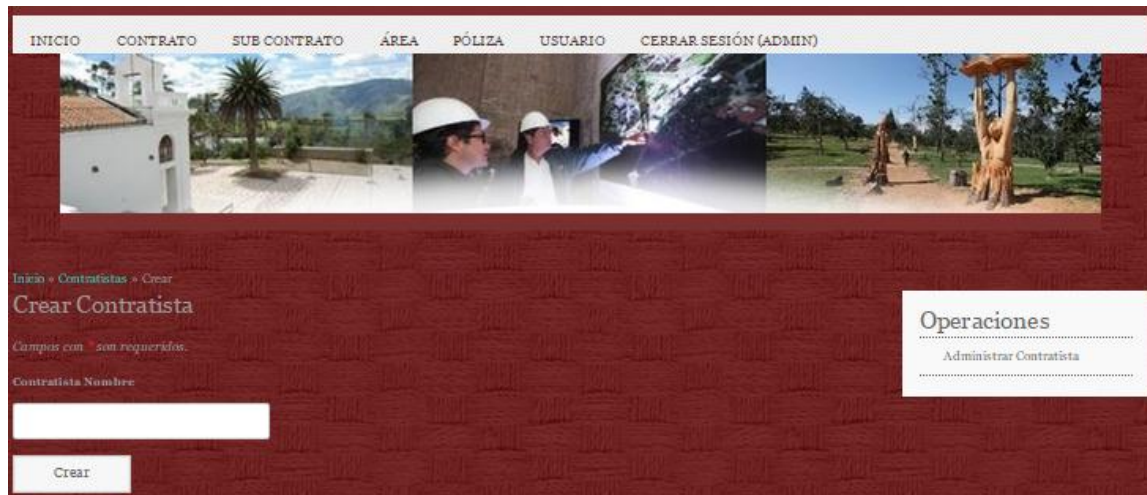 INICIO CONTRATO SUB CONTRATO ÁREA PÓLIZA USUARIO CERRAR SESIÓN (ADMIN)
Inicio » Contratistas » Crear
Crear Contratista
Campos con * son requeridos.
Contratista Nombre
Crear
Operaciones
Administrar Contratista